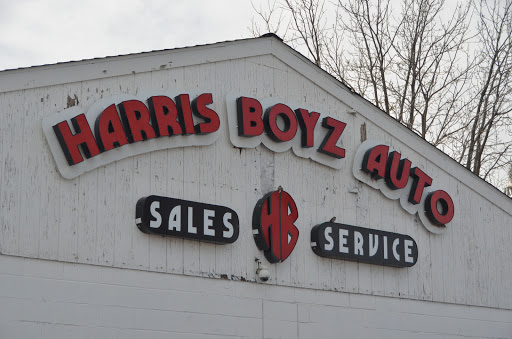 HARRIS BOYZ AUTO
SALES HB SERVICE